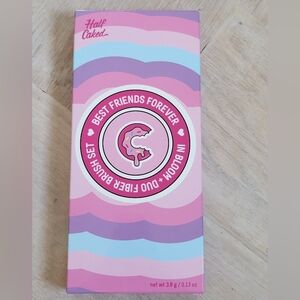 Half
Caked
BEST FRIENDS FOREVER
IN BLOOM + DUO FIBER BRUSH SET
C
net wt 3.8 g / 0.13 oz